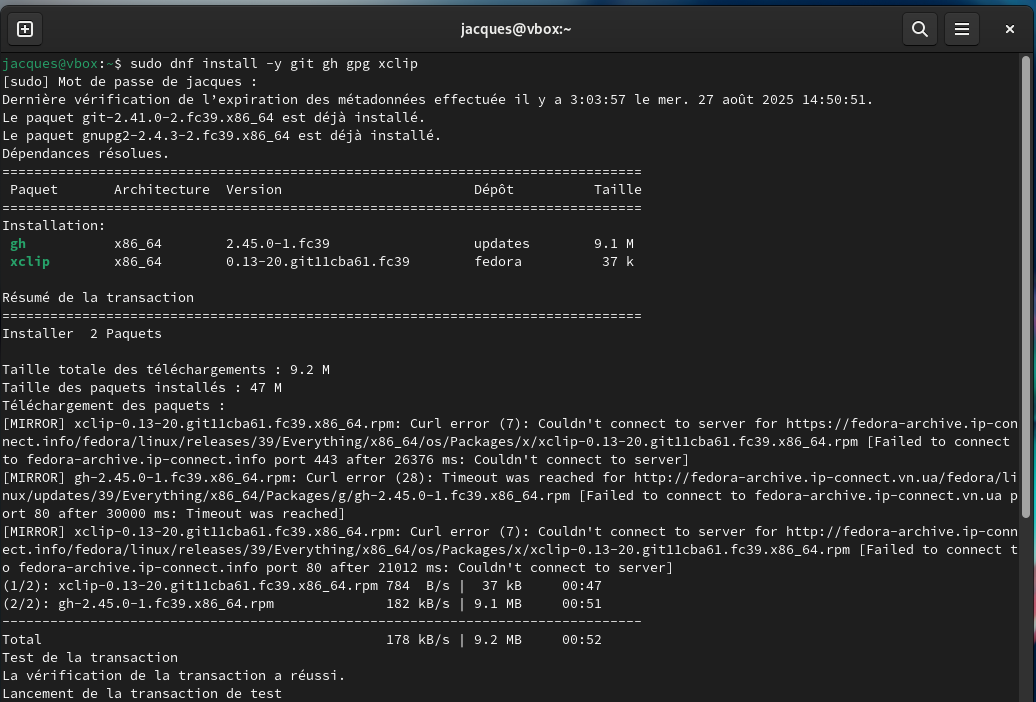 jacques@vbox:~
jacques@vbox:~$ sudo dnf install -y git gh gpg xclip
[sudo] Mot de passe de jacques :
Dernière vérification de l’expiration des métadonnées effectuée il y a 3:03:57 le mer. 27 août 2025 14:50:51.
Le paquet git-2.41.0-2.fc39.x86_64 est déjà installé.
Le paquet gnupg2-2.4.3-2.fc39.x86_64 est déjà installé.
Dépendances résolues.
================================================================================
Paquet Architecture Version Dépôt Taille
================================================================================
Installation:
gh x86_64 2.45.0-1.fc39 updates 9.1 M
xclip x86_64 0.13-20.git11cba61.fc39 fedora 37 k
Résumé de la transaction
================================================================================
Installer 2 Paquets
Taille totale des téléchargements : 9.2 M
Taille des paquets installés : 47 M
Téléchargement des paquets :
[MIRROR] xclip-0.13-20.git11cba61.fc39.x86_64.rpm: Curl error (7): Couldn't connect to server for https://fedora-archive.ip-con
nect.info/fedora/linux/releases/39/Everything/x86_64/os/Packages/x/xclip-0.13-20.git11cba61.fc39.x86_64.rpm [Failed to connect
to fedora-archive.ip-connect.info port 443 after 26376 ms: Couldn't connect to server]
[MIRROR] gh-2.45.0-1.fc39.x86_64.rpm: Curl error (28): Timeout was reached for http://fedora-archive.ip-connect.vn.ua/fedora/li
nux/updates/39/Everything/x86_64/Packages/g/gh-2.45.0-1.fc39.x86_64.rpm [Failed to connect to fedora-archive.ip-connect.vn.ua p
ort 80 after 30000 ms: Timeout was reached]
[MIRROR] xclip-0.13-20.git11cba61.fc39.x86_64.rpm: Curl error (7): Couldn't connect to server for http://fedora-archive.ip-conn
ect.info/fedora/linux/releases/39/Everything/x86_64/os/Packages/x/xclip-0.13-20.git11cba61.fc39.x86_64.rpm [Failed to connect t
o fedora-archive.ip-connect.info port 80 after 21012 ms: Couldn't connect to server]
(1/2): xclip-0.13-20.git11cba61.fc39.x86_64.rpm 784 B/s | 37 kB 00:47
(2/2): gh-2.45.0-1.fc39.x86_64.rpm 182 kB/s | 9.1 MB 00:51
--------------------------------------------------------------------------------
Total 178 kB/s | 9.2 MB 00:52
Test de la transaction
La vérification de la transaction a réussi.
Lancement de la transaction de test